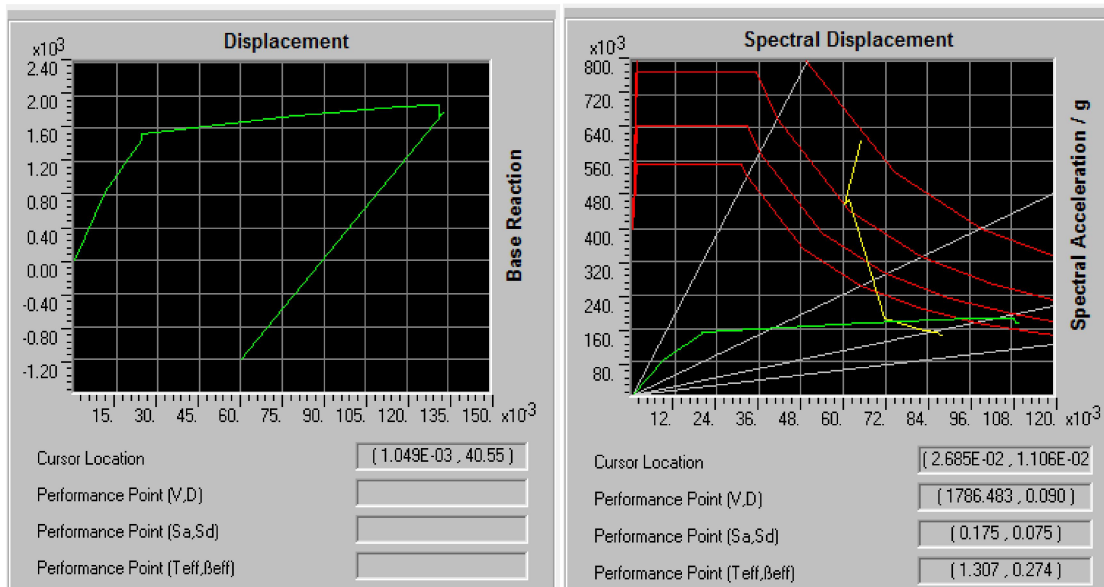 Displacement
x10³
2.40
2.00
1.60
1.20
0.80
0.40
0.00
-0.40
-0.80
-1.20
15. 30. 45. 60. 75. 90. 105. 120. 135. 150. x10⁻³
Base Reaction
Cursor Location ( 1.049E-03 , 40.55 )
Performance Point (V,D)
Performance Point (Sa,Sd)
Performance Point (Teff,βeff)
Spectral Displacement
x10⁻³
800.
720.
640.
560.
480.
400.
320.
240.
160.
80.
12. 24. 36. 48. 60. 72. 84. 96. 108. 120. x10⁻³
Spectral Acceleration / g
Cursor Location ( 2.685E-02 , 1.106E-02
Performance Point (V,D) ( 1786.483 , 0.090 )
Performance Point (Sa,Sd) ( 0.175 , 0.075 )
Performance Point (Teff,βeff) ( 1.307 , 0.274 )